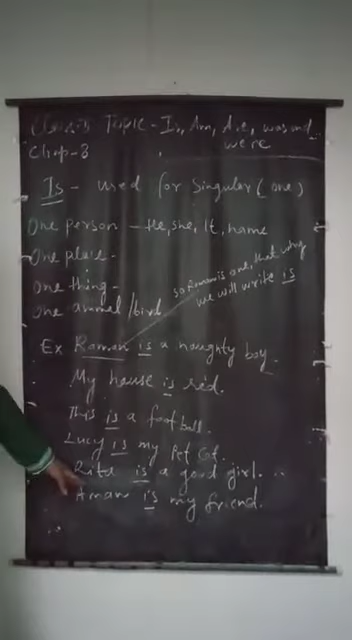 Class-3 Topic - Is, Am, Are, was and were
Chap-3
Is - used for Singular (one)
One person - He, she, It, name
One place -
One thing -
One animal/bird
so Raman is one, that why we will write is
Ex Raman is a naughty boy.
My house is red.
This is a football.
Lucy is my Pet Cat.
Rita is a good girl.
Aman is my friend.